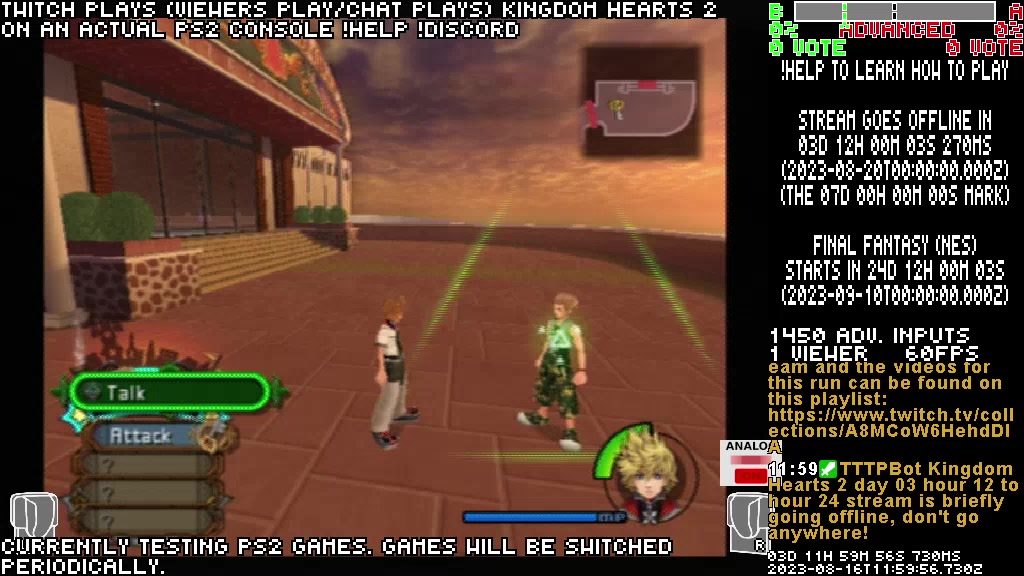 TWITCH PLAYS (VIEWERS PLAY/CHAT PLAYS) KINGDOM HEARTS 2
ON AN ACTUAL PS2 CONSOLE !HELP !DISCORD
B A
0% ADVANCED 0%
0 VOTE 0 VOTE
!HELP TO LEARN HOW TO PLAY
STREAM GOES OFFLINE IN
03D 12H 00M 03S 270MS
(2023-08-20T00:00:00.000Z)
(THE 07D 00H 00M 00S MARK)
FINAL FANTASY (NES)
STARTS IN 24D 12H 00M 03S
(2023-09-10T00:00:00.000Z)
1450 ADV. INPUTS
1 VIEWER 60FPS
eam and the videos for
this run can be found on
this playlist:
https://www.twitch.tv/coll
ections/A8MCoW6HehdDI
A
11:59 TTTPBot Kingdom
Hearts 2 day 03 hour 12 to
hour 24 stream is briefly
going offline, don't go
anywhere!
03D 11H 59M 56S 730MS
2023-08-16T11:59:56.730Z
Talk
Attack
?
?
?
MP
ANALO
R
CURRENTLY TESTING PS2 GAMES. GAMES WILL BE SWITCHED
PERIODICALLY.